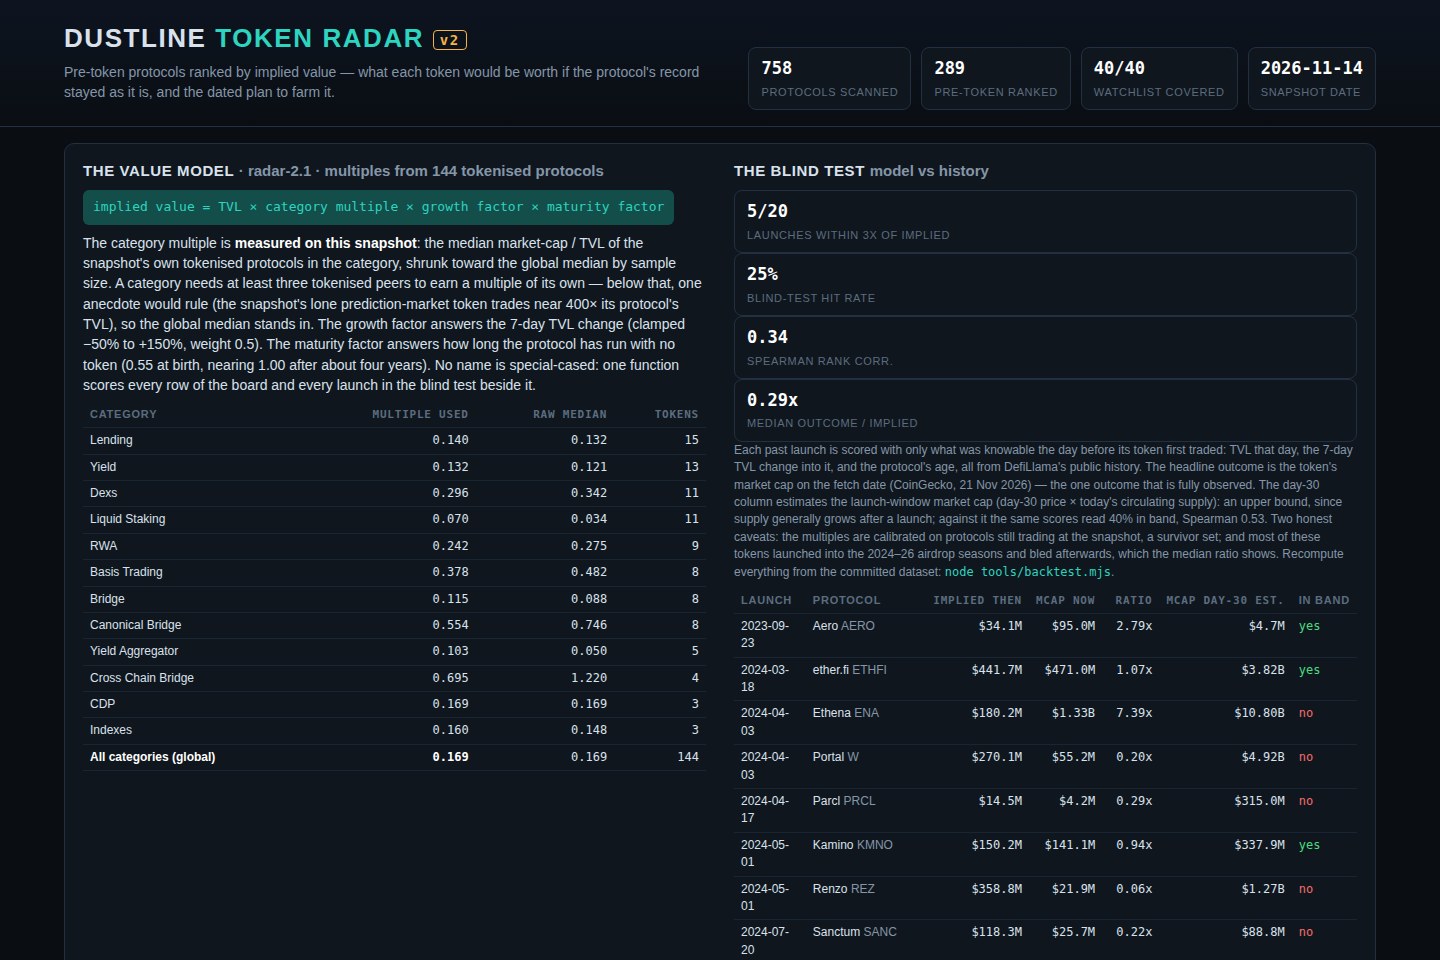 DUSTLINE TOKEN RADAR v2
Pre-token protocols ranked by implied value — what each token would be worth if the protocol's record
stayed as it is, and the dated plan to farm it.
758
PROTOCOLS SCANNED
289
PRE-TOKEN RANKED
40/40
WATCHLIST COVERED
2026-11-14
SNAPSHOT DATE
THE VALUE MODEL · radar-2.1 · multiples from 144 tokenised protocols
implied value = TVL × category multiple × growth factor × maturity factor
The category multiple is measured on this snapshot: the median market-cap / TVL of the
snapshot's own tokenised protocols in the category, shrunk toward the global median by sample
size. A category needs at least three tokenised peers to earn a multiple of its own — below that, one
anecdote would rule (the snapshot's lone prediction-market token trades near 400× its protocol's
TVL), so the global median stands in. The growth factor answers the 7-day TVL change (clamped
−50% to +150%, weight 0.5). The maturity factor answers how long the protocol has run with no
token (0.55 at birth, nearing 1.00 after about four years). No name is special-cased: one function
scores every row of the board and every launch in the blind test beside it.
CATEGORY MULTIPLE USED RAW MEDIAN TOKENS
Lending 0.140 0.132 15
Yield 0.132 0.121 13
Dexs 0.296 0.342 11
Liquid Staking 0.070 0.034 11
RWA 0.242 0.275 9
Basis Trading 0.378 0.482 8
Bridge 0.115 0.088 8
Canonical Bridge 0.554 0.746 8
Yield Aggregator 0.103 0.050 5
Cross Chain Bridge 0.695 1.220 4
CDP 0.169 0.169 3
Indexes 0.160 0.148 3
All categories (global) 0.169 0.169 144
THE BLIND TEST model vs history
5/20
LAUNCHES WITHIN 3X OF IMPLIED
25%
BLIND-TEST HIT RATE
0.34
SPEARMAN RANK CORR.
0.29x
MEDIAN OUTCOME / IMPLIED
Each past launch is scored with only what was knowable the day before its token first traded: TVL that day, the 7-day
TVL change into it, and the protocol's age, all from DefiLlama's public history. The headline outcome is the token's
market cap on the fetch date (CoinGecko, 21 Nov 2026) — the one outcome that is fully observed. The day-30
column estimates the launch-window market cap (day-30 price × today's circulating supply): an upper bound, since
supply generally grows after a launch; against it the same scores read 40% in band, Spearman 0.53. Two honest
caveats: the multiples are calibrated on protocols still trading at the snapshot, a survivor set; and most of these
tokens launched into the 2024–26 airdrop seasons and bled afterwards, which the median ratio shows. Recompute
everything from the committed dataset: node tools/backtest.mjs.
LAUNCH PROTOCOL IMPLIED THEN MCAP NOW RATIO MCAP DAY-30 EST. IN BAND
2023-09-
23 Aero AERO $34.1M $95.0M 2.79x $4.7M yes
2024-03-
18 ether.fi ETHFI $441.7M $471.0M 1.07x $3.82B yes
2024-04-
03 Ethena ENA $180.2M $1.33B 7.39x $10.80B no
2024-04-
03 Portal W $270.1M $55.2M 0.20x $4.92B no
2024-04-
17 Parcl PRCL $14.5M $4.2M 0.29x $315.0M no
2024-05-
01 Kamino KMNO $150.2M $141.1M 0.94x $337.9M yes
2024-05-
01 Renzo REZ $358.8M $21.9M 0.06x $1.27B no
2024-07-
20 Sanctum SANC $118.3M $25.7M 0.22x $88.8M no